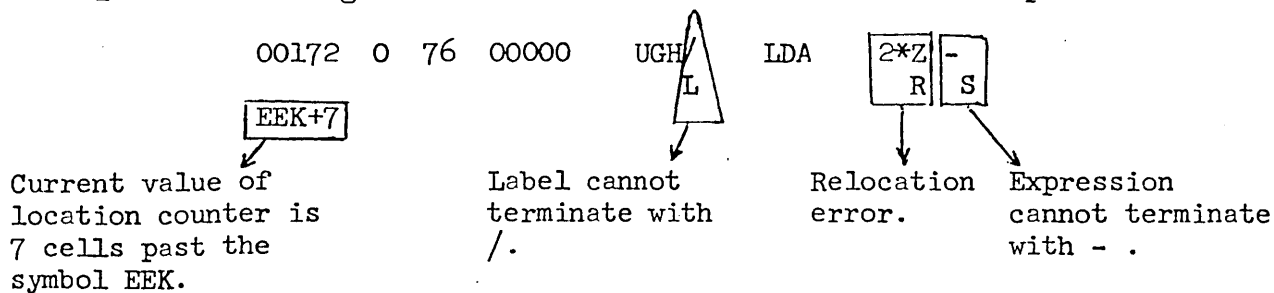 00172 0 76 00000 UGH/ LDA 2*Z -
L R S
EEK+7
Current value of
location counter is
7 cells past the
symbol EEK.
Label cannot
terminate with
/.
Relocation
error.
Expression
cannot terminate
with - .